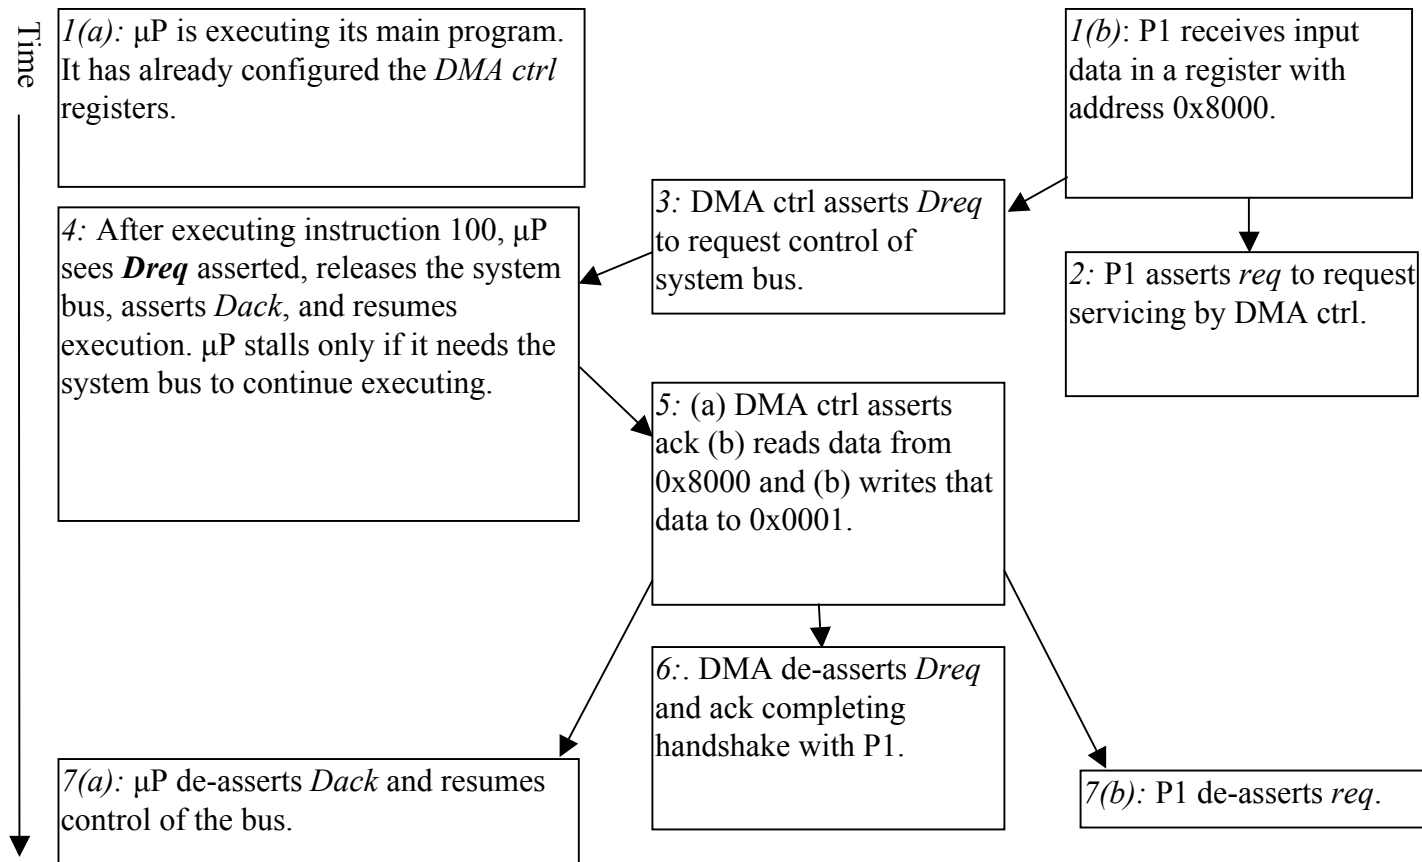 Time
1(a): μP is executing its main program.
It has already configured the DMA ctrl
registers.
1(b): P1 receives input
data in a register with
address 0x8000.
2: P1 asserts req to request
servicing by DMA ctrl.
3: DMA ctrl asserts Dreq
to request control of
system bus.
4: After executing instruction 100, μP
sees Dreq asserted, releases the system
bus, asserts Dack, and resumes
execution. μP stalls only if it needs the
system bus to continue executing.
5: (a) DMA ctrl asserts
ack (b) reads data from
0x8000 and (b) writes that
data to 0x0001.
6:. DMA de-asserts Dreq
and ack completing
handshake with P1.
7(a): μP de-asserts Dack and resumes
control of the bus.
7(b): P1 de-asserts req.